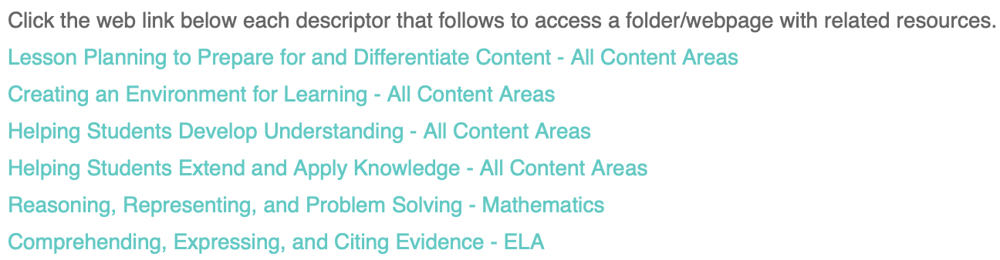 Click the web link below each descriptor that follows to access a folder/webpage with related resources.
Lesson Planning to Prepare for and Differentiate Content - All Content Areas
Creating an Environment for Learning - All Content Areas
Helping Students Develop Understanding - All Content Areas
Helping Students Extend and Apply Knowledge - All Content Areas
Reasoning, Representing, and Problem Solving - Mathematics
Comprehending, Expressing, and Citing Evidence - ELA